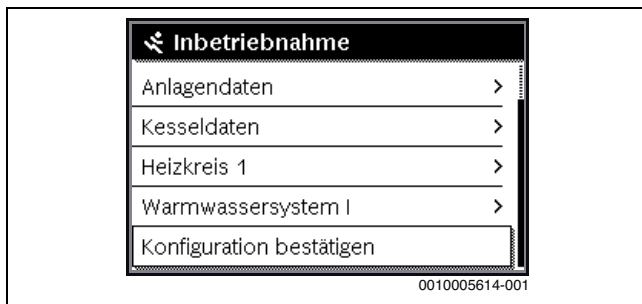 Inbetriebnahme
Anlagendaten >
Kesseldaten >
Heizkreis 1 >
Warmwassersystem I >
Konfiguration bestätigen
0010005614-001